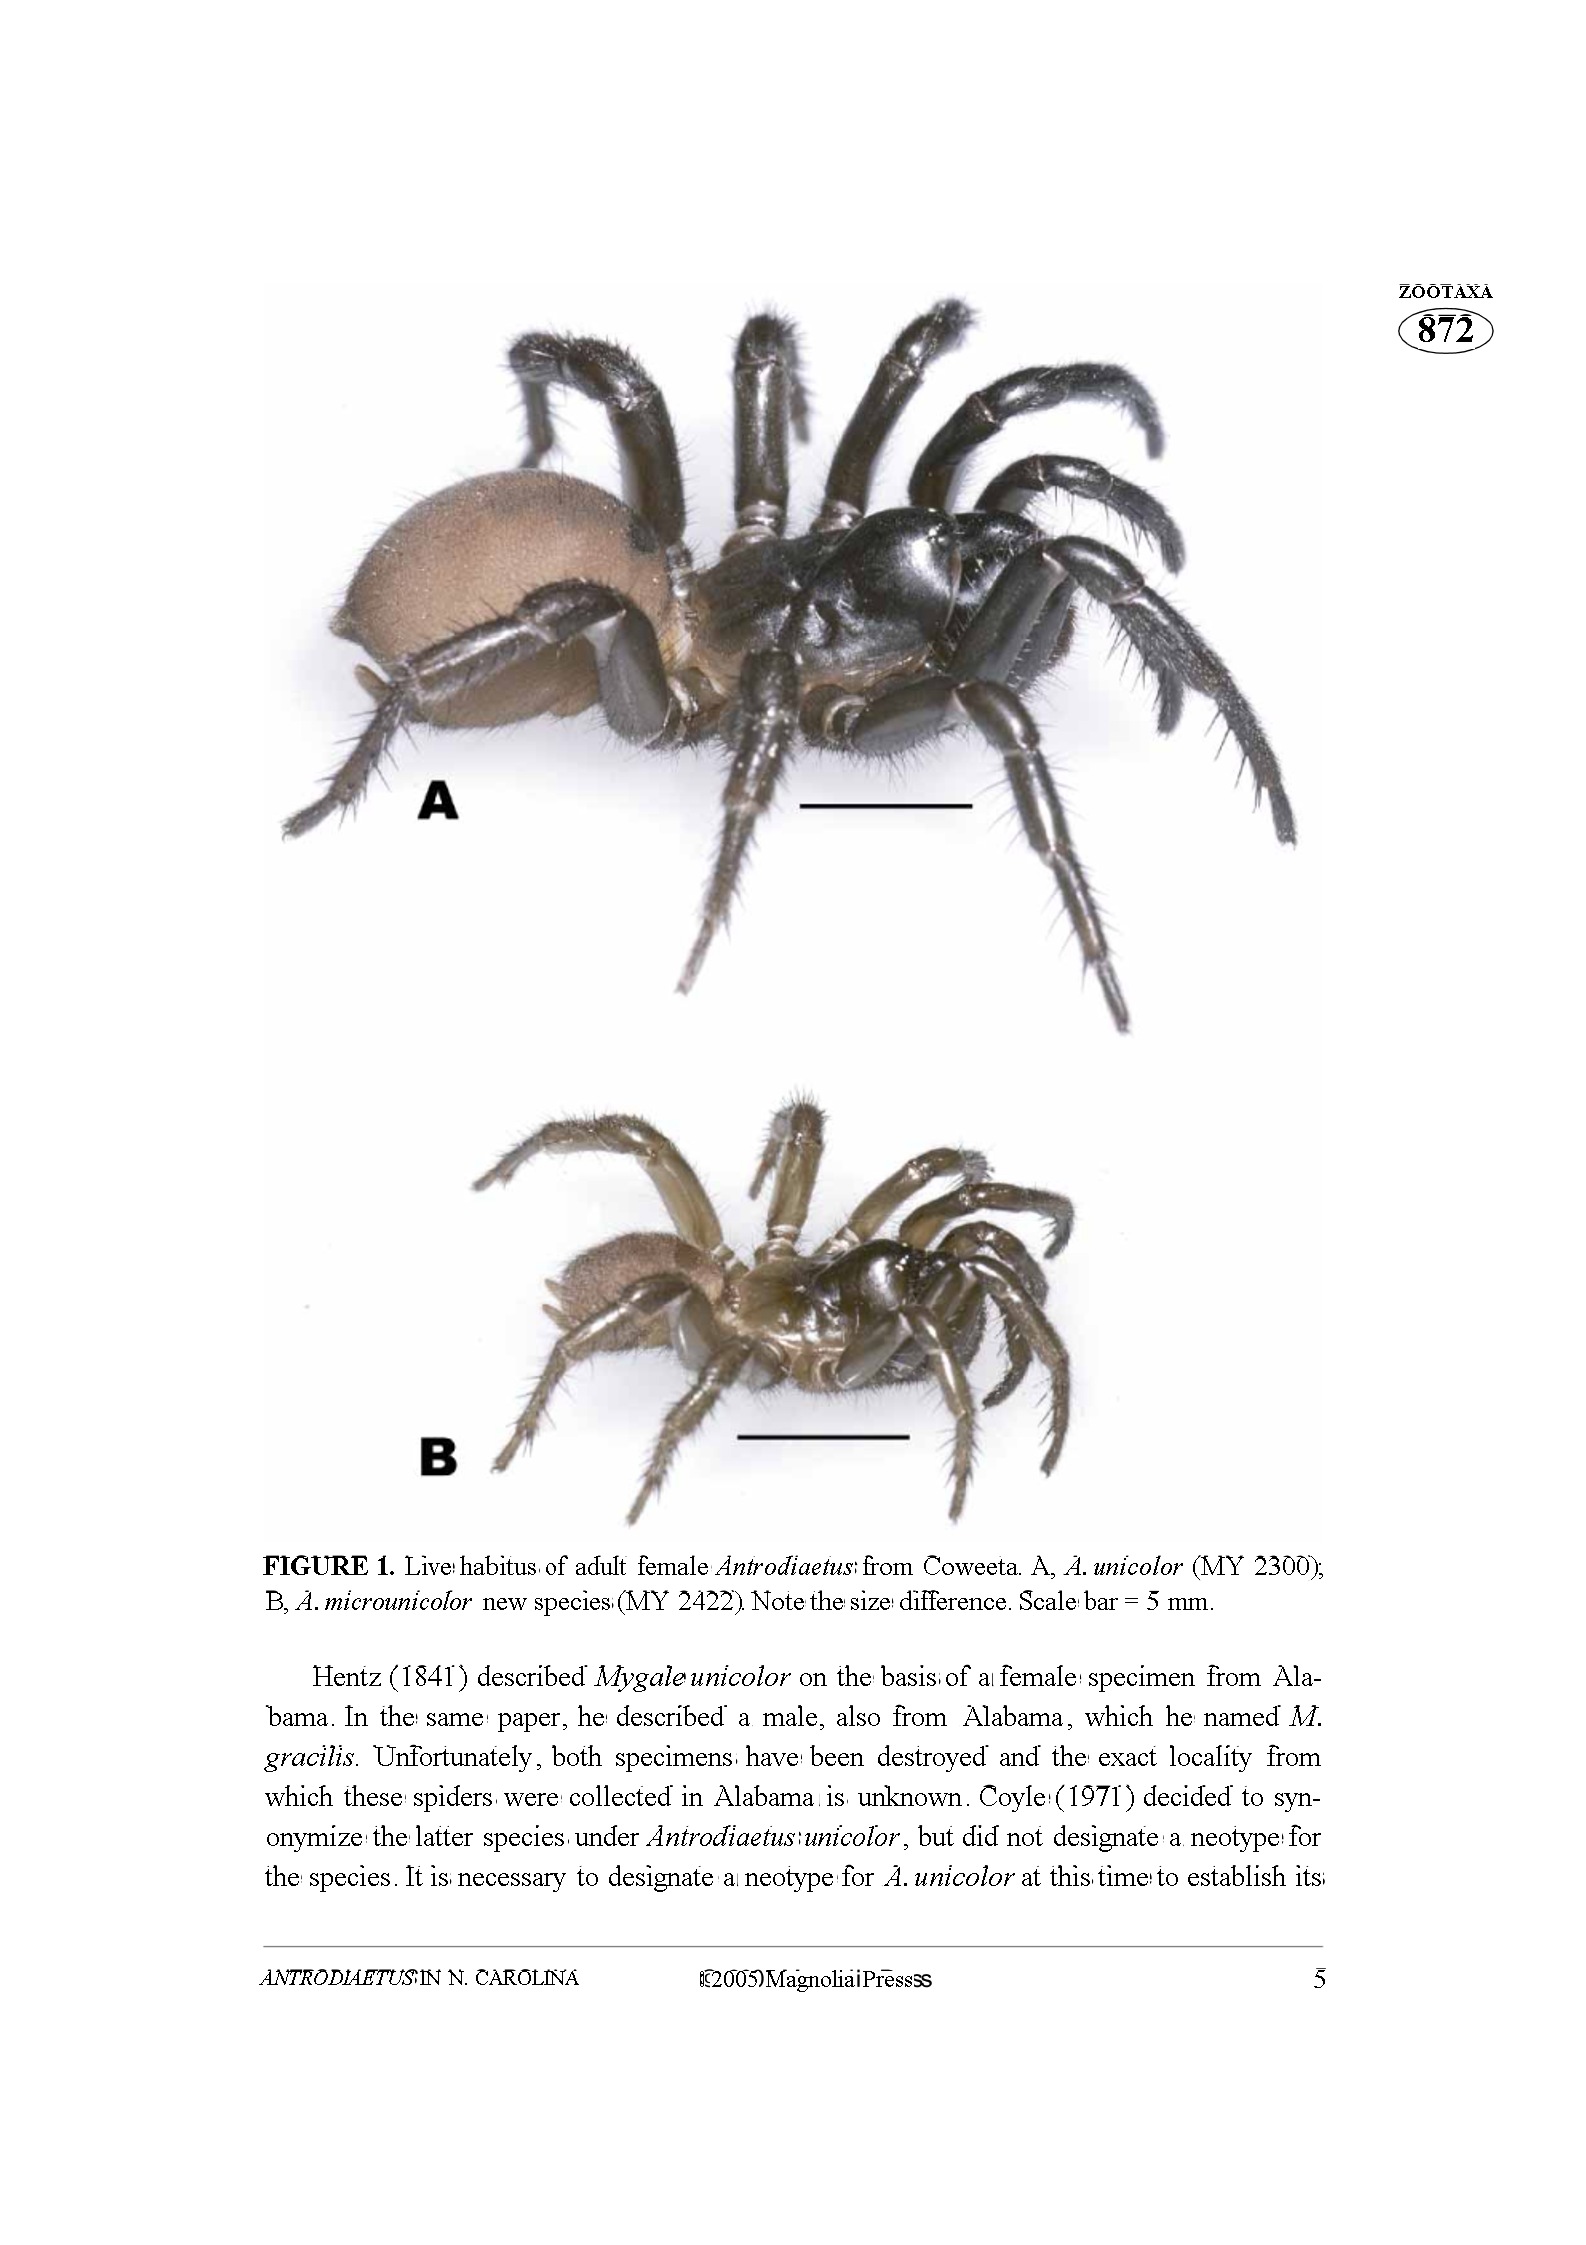 ZOOTAXA
872
A
B
FIGURE 1. Live habitus of adult female Antrodiaetus from Coweeta. A, A. unicolor (MY 2300);
B, A. microunicolor new species (MY 2422). Note the size difference. Scale bar = 5 mm.
Hentz (1841) described Mygale unicolor on the basis of a female specimen from Ala-
bama. In the same paper, he described a male, also from Alabama, which he named M.
gracilis. Unfortunately, both specimens have been destroyed and the exact locality from
which these spiders were collected in Alabama is unknown. Coyle (1971) decided to syn-
onymize the latter species under Antrodiaetus unicolor, but did not designate a neotype for
the species. It is necessary to designate a neotype for A. unicolor at this time to establish its
ANTRODIAETUS IN N. CAROLINA © 2005 Magnolia Press 5